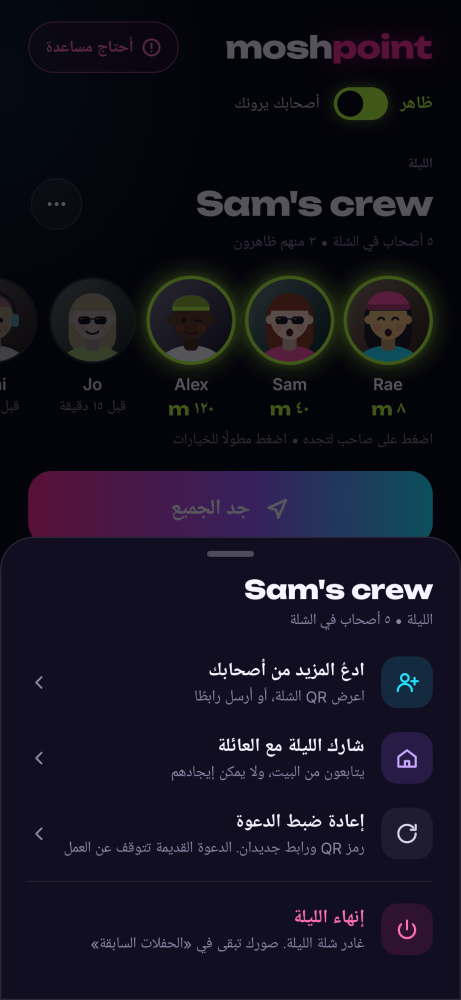 moshpoint
أحتاج مساعدة
ظاهر
أصحابك يرونك
الليلة
Sam's crew
٥ أصحاب في الشلة • ٣ منهم ظاهرون
Rae
Sam
Alex
Jo
٨ m
٤٠ m
١٢٠ m
قبل ١٥ دقيقة
قبل
اضغط على صاحب لتجده • اضغط مطولًا للخيارات
جد الجميع
Sam's crew
الليلة • ٥ أصحاب في الشلة
ادعُ المزيد من أصحابك
اعرض QR الشلة، أو أرسل رابطًا
شارك الليلة مع العائلة
يتابعون من البيت، ولا يمكن إيجادهم
إعادة ضبط الدعوة
رمز QR ورابط جديدان. الدعوة القديمة تتوقف عن العمل
إنهاء الليلة
غادر شلة الليلة. صورك تبقى في «الحفلات السابقة»